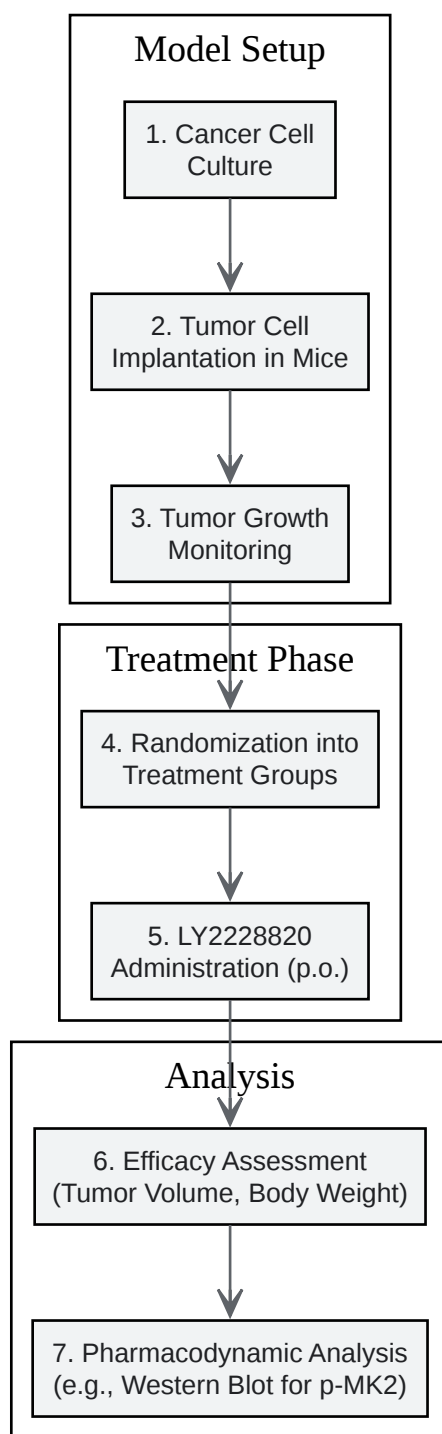 Model Setup
1. Cancer Cell
Culture
2. Tumor Cell
Implantation in Mice
3. Tumor Growth
Monitoring
Treatment Phase
4. Randomization into
Treatment Groups
5. LY2228820
Administration (p.o.)
Analysis
6. Efficacy Assessment
(Tumor Volume, Body Weight)
7. Pharmacodynamic Analysis
(e.g., Western Blot for p-MK2)